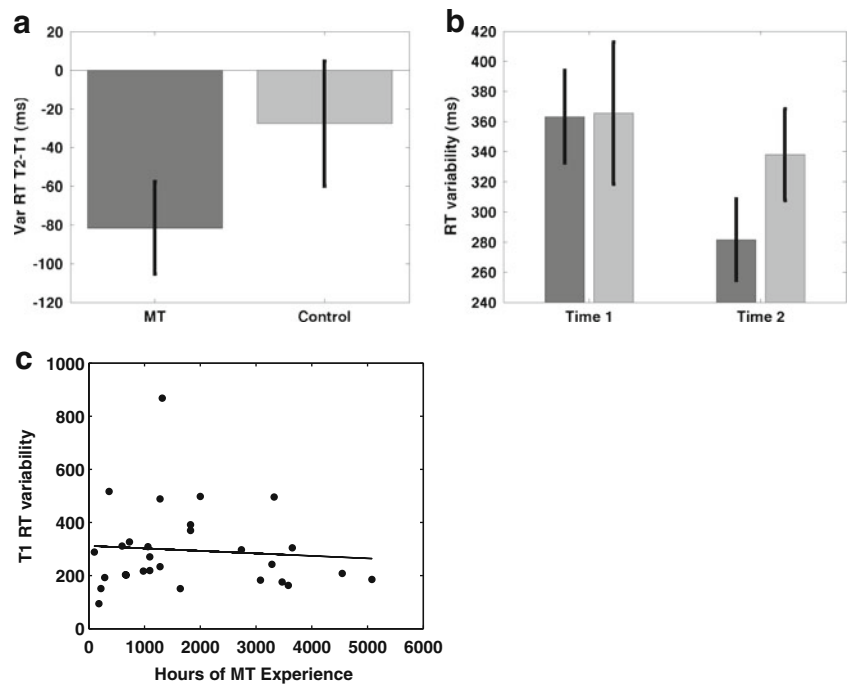 a
20
0
-20
-40
-60
-80
-100
-120
Var RT T2-T1 (ms)
MT Control
b
420
400
380
360
340
320
300
280
260
240
RT variability (ms)
Time 1 Time 2
c
1000
800
600
400
200
0
T1 RT variability
0 1000 2000 3000 4000 5000 6000
Hours of MT Experience